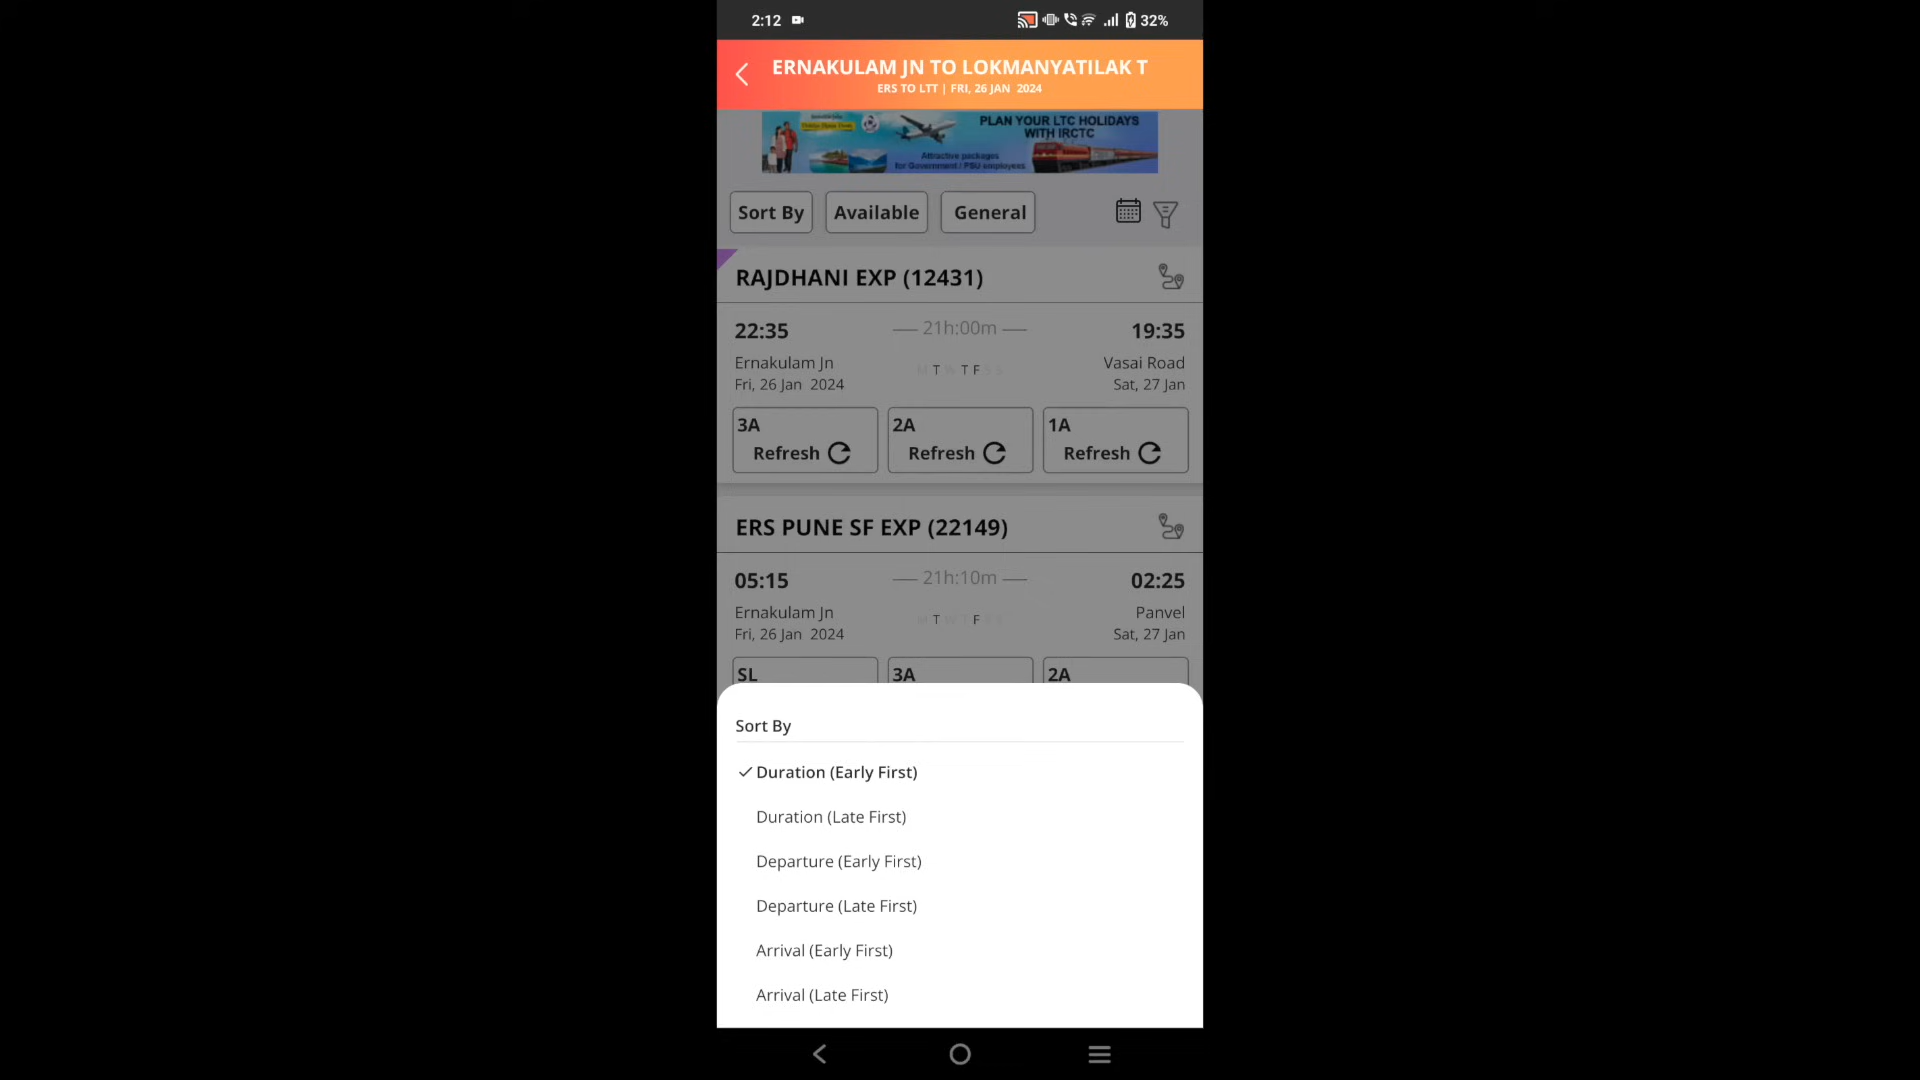 2:12
32%
ERNAKULAM JN TO LOKMANYATILAK T
ERS TO LTT | FRI, 26 JAN 2024
PLAN YOUR LTC HOLIDAYS
WITH IRCTC
Attractive packages
for Government / PSU employees
Sort By
Available
General
RAJDHANI EXP (12431)
22:35
21h:00m
19:35
Ernakulam Jn
M T W T F S S
Vasai Road
Fri, 26 Jan 2024
Sat, 27 Jan
3A
2A
1A
Refresh
Refresh
Refresh
ERS PUNE SF EXP (22149)
05:15
21h:10m
02:25
Ernakulam Jn
M T W T F S S
Panvel
Fri, 26 Jan 2024
Sat, 27 Jan
SL
3A
2A
Sort By
Duration (Early First)
Duration (Late First)
Departure (Early First)
Departure (Late First)
Arrival (Early First)
Arrival (Late First)